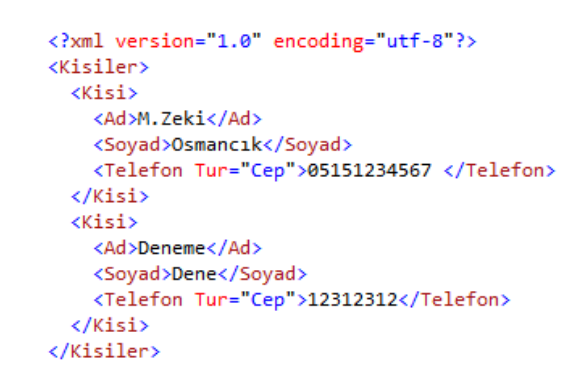 <?xml version="1.0" encoding="utf-8"?>
<Kisiler>
  <Kisi>
    <Ad>M.Zeki</Ad>
    <Soyad>Osmancık</Soyad>
    <Telefon Tur="Cep">05151234567 </Telefon>
  </Kisi>
  <Kisi>
    <Ad>Deneme</Ad>
    <Soyad>Dene</Soyad>
    <Telefon Tur="Cep">12312312</Telefon>
  </Kisi>
</Kisiler>